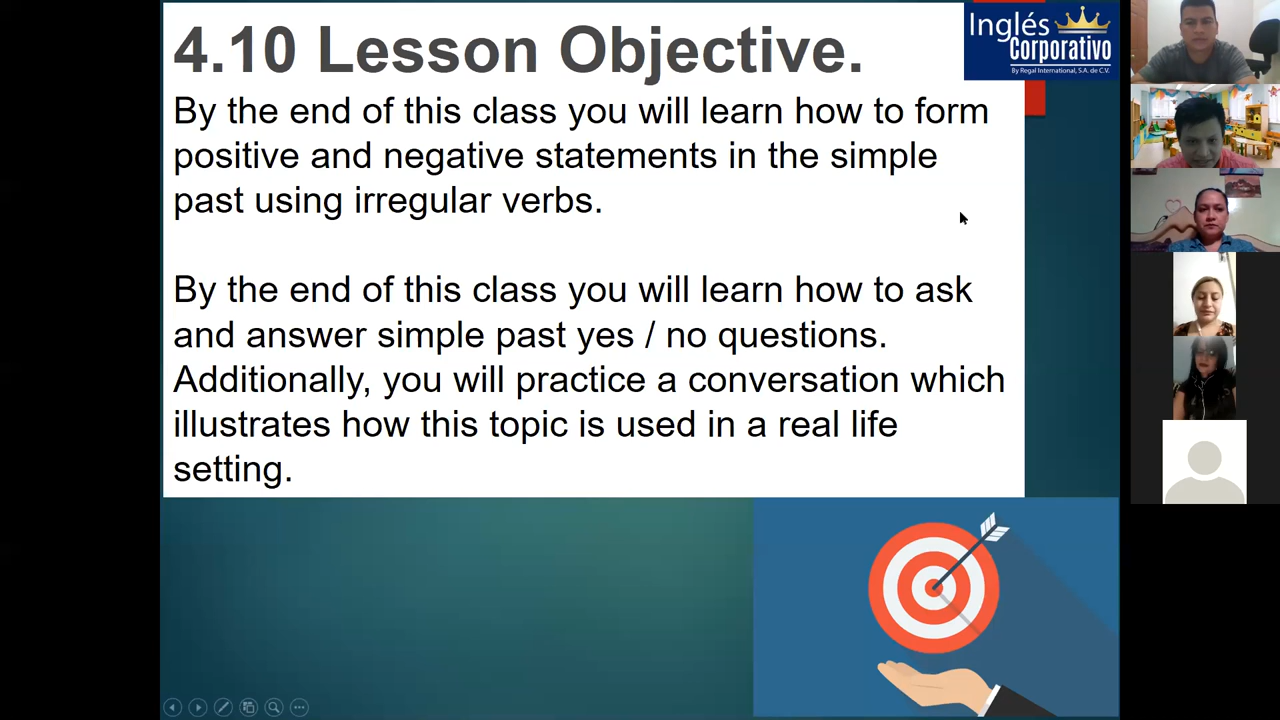 4.10 Lesson Objective.
Inglés
Corporativo
By Regal International, S.A. de C.V.
By the end of this class you will learn how to form
positive and negative statements in the simple
past using irregular verbs.
By the end of this class you will learn how to ask
and answer simple past yes / no questions.
Additionally, you will practice a conversation which
illustrates how this topic is used in a real life
setting.